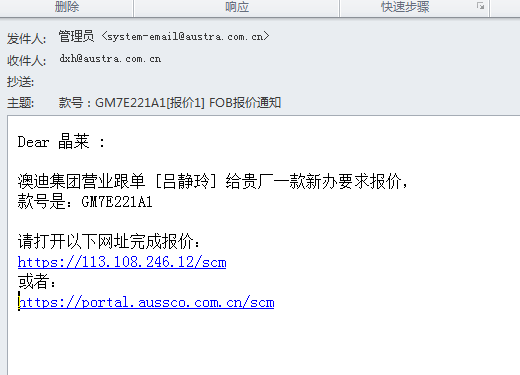 删除 响应 快速步骤
发件人: 管理员 <system-email@austra.com.cn>
收件人: dxh@austra.com.cn
抄送:
主题: 款号：GM7E221A1[报价1] FOB报价通知
Dear 晶莱 :
澳迪集团营业跟单 [吕静玲] 给贵厂一款新办要求报价，
款号是：GM7E221A1
请打开以下网址完成报价：
https://113.108.246.12/scm
或者：
https://portal.aussco.com.cn/scm